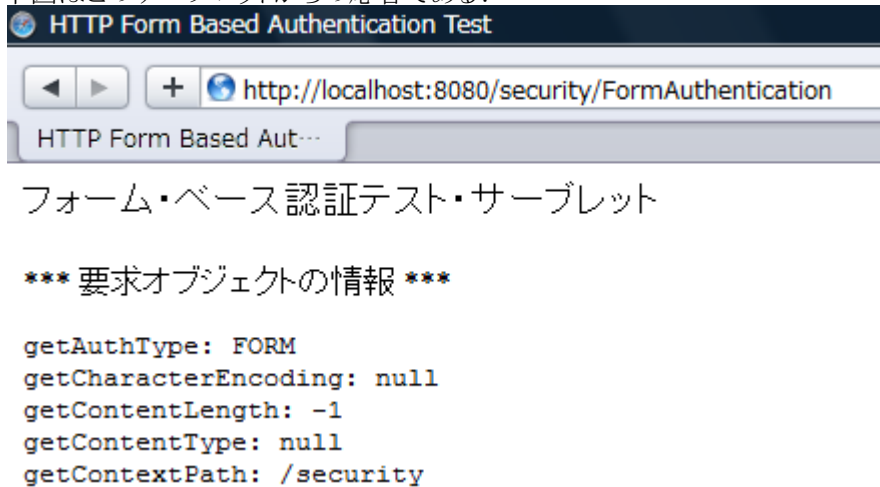 HTTP Form Based Authentication Test
http://localhost:8080/security/FormAuthentication
HTTP Form Based Aut…
フォーム・ベース認証テスト・サーブレット
*** 要求オブジェクトの情報 ***
getAuthType: FORM
getCharacterEncoding: null
getContentLength: -1
getContentType: null
getContextPath: /security